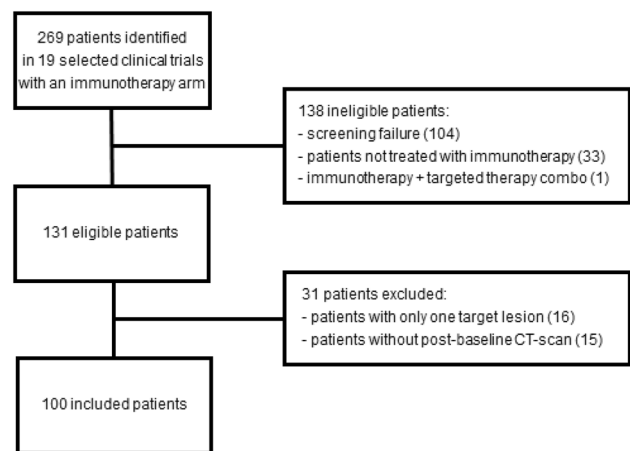 269 patients identified
in 19 selected clinical trials
with an immunotherapy arm
138 ineligible patients:
- screening failure (104)
- patients not treated with immunotherapy (33)
- immunotherapy + targeted therapy combo (1)
131 eligible patients
31 patients excluded:
- patients with only one target lesion (16)
- patients without post-baseline CT-scan (15)
100 included patients